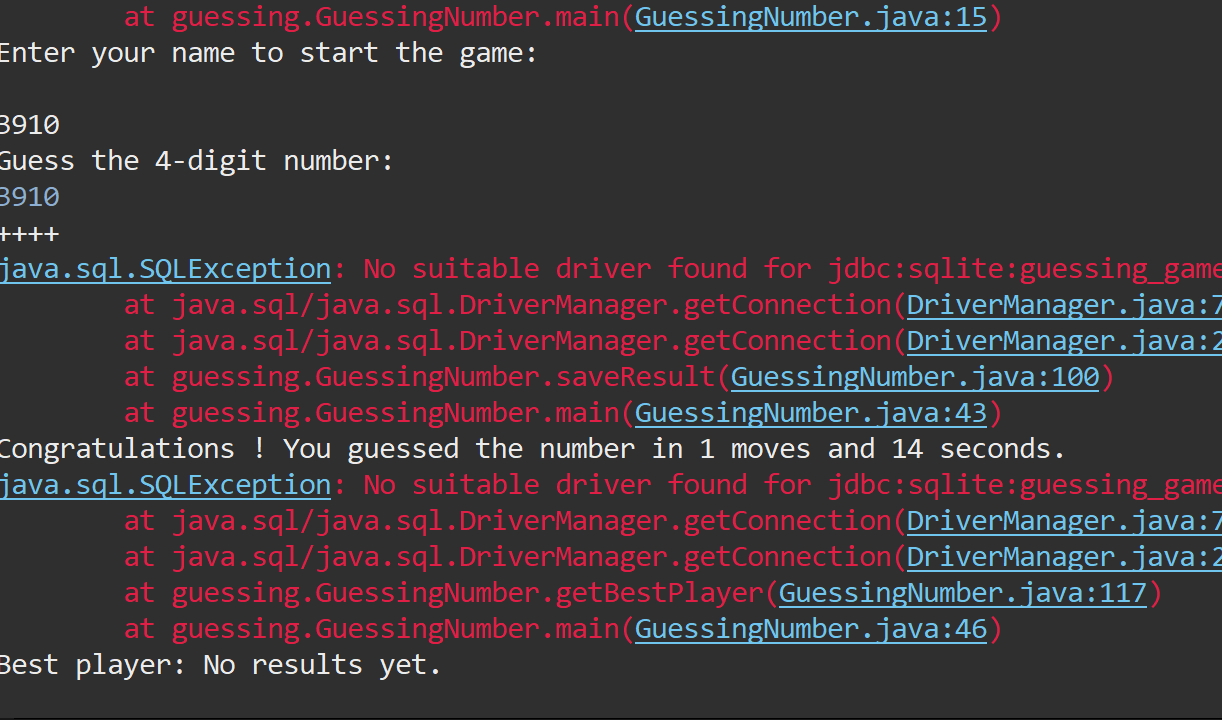 at guessing.GuessingNumber.main(GuessingNumber.java:15)
Enter your name to start the game:
3910
Guess the 4-digit number:
3910
++++
java.sql.SQLException: No suitable driver found for jdbc:sqlite:guessing_game
at java.sql/java.sql.DriverManager.getConnection(DriverManager.java:7
at java.sql/java.sql.DriverManager.getConnection(DriverManager.java:2
at guessing.GuessingNumber.saveResult(GuessingNumber.java:100)
at guessing.GuessingNumber.main(GuessingNumber.java:43)
Congratulations ! You guessed the number in 1 moves and 14 seconds.
java.sql.SQLException: No suitable driver found for jdbc:sqlite:guessing_game
at java.sql/java.sql.DriverManager.getConnection(DriverManager.java:7
at java.sql/java.sql.DriverManager.getConnection(DriverManager.java:2
at guessing.GuessingNumber.getBestPlayer(GuessingNumber.java:117)
at guessing.GuessingNumber.main(GuessingNumber.java:46)
Best player: No results yet.